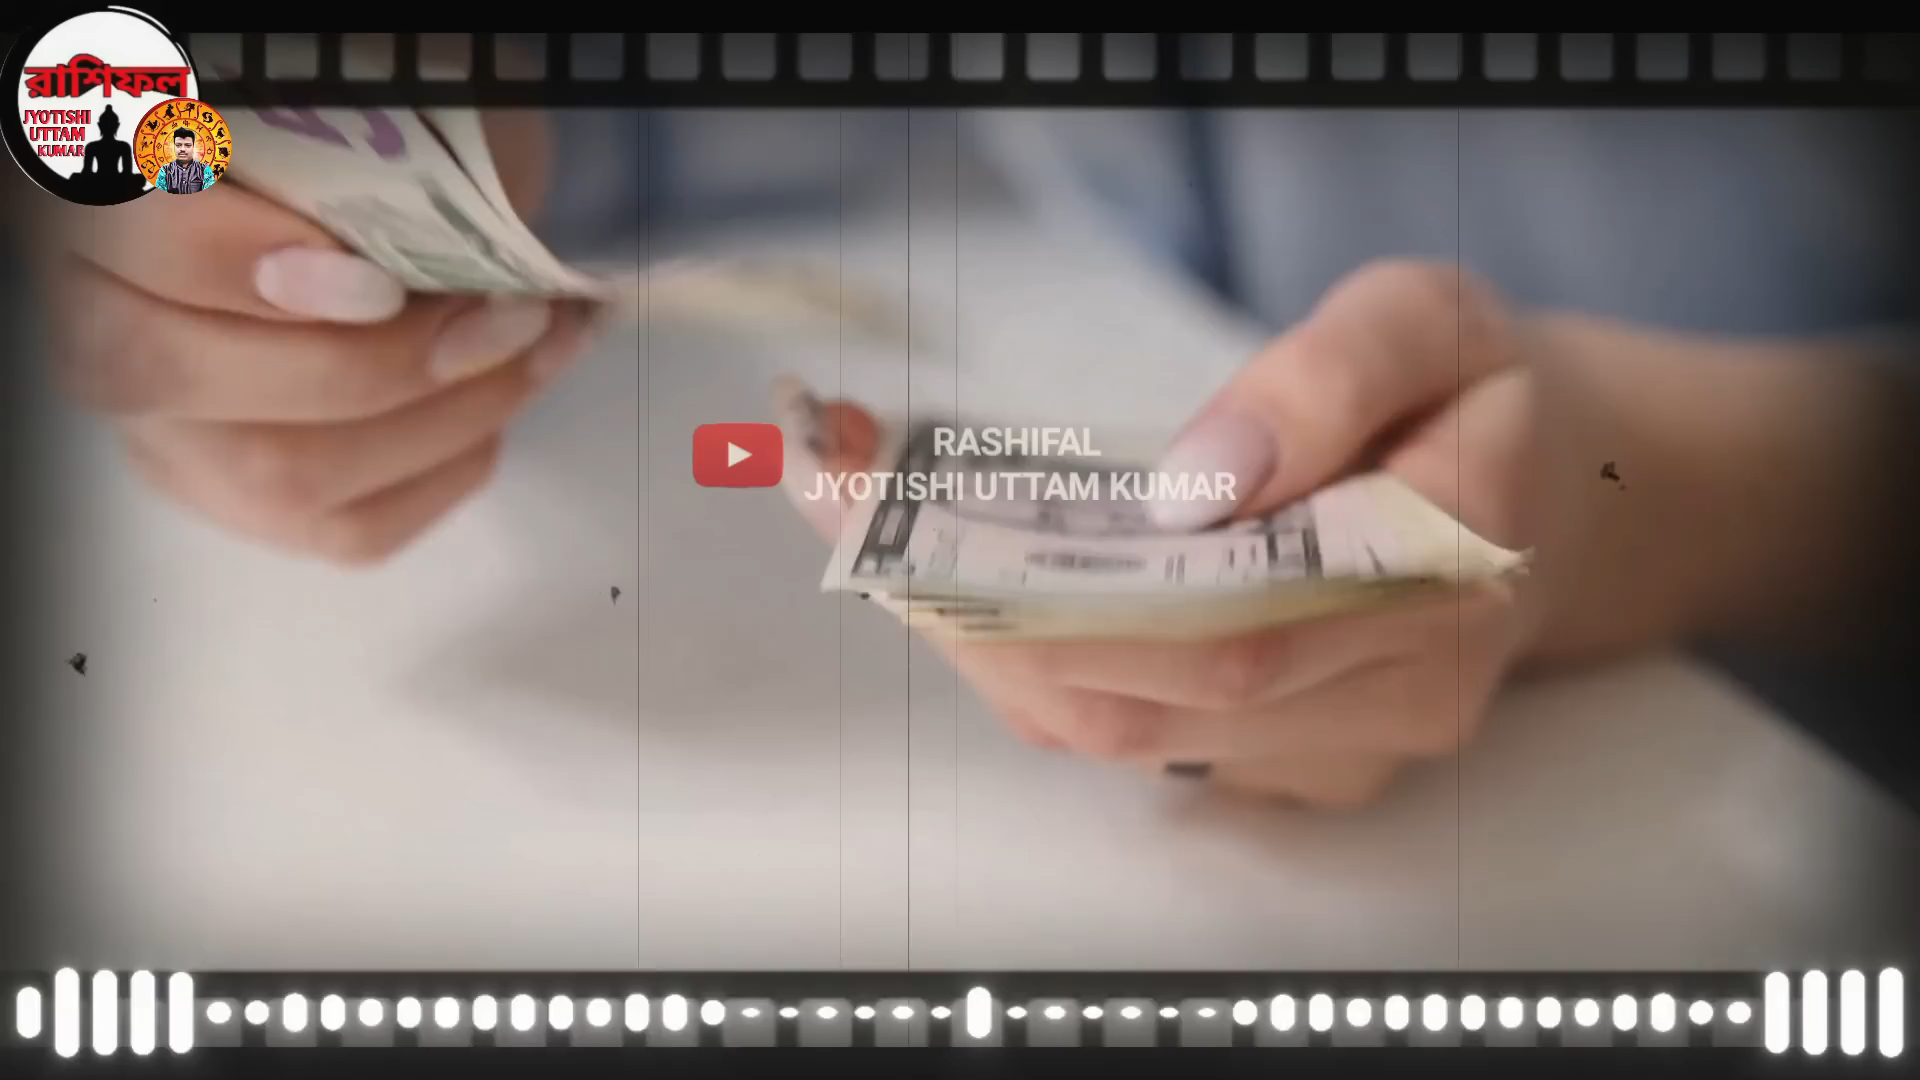 রাশিফল
JYOTISHI
UTTAM
KUMAR
RASHIFAL
JYOTISHI UTTAM KUMAR